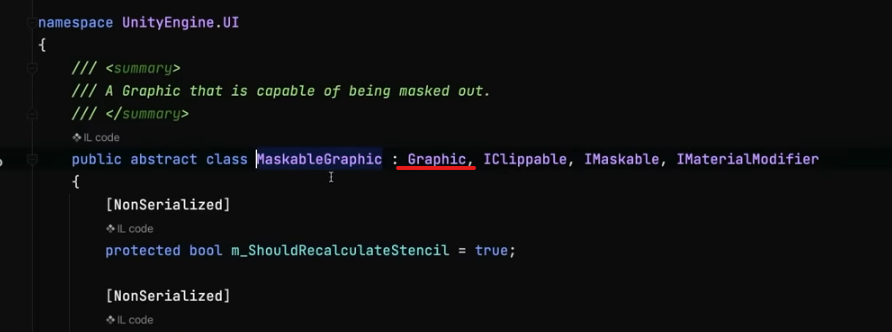 namespace UnityEngine.UI
{
/// <summary>
/// A Graphic that is capable of being masked out.
/// </summary>
IL code
public abstract class MaskableGraphic : Graphic, IClippable, IMaskable, IMaterialModifier
{
[NonSerialized]
IL code
protected bool m_ShouldRecalculateStencil = true;
[NonSerialized]
IL code